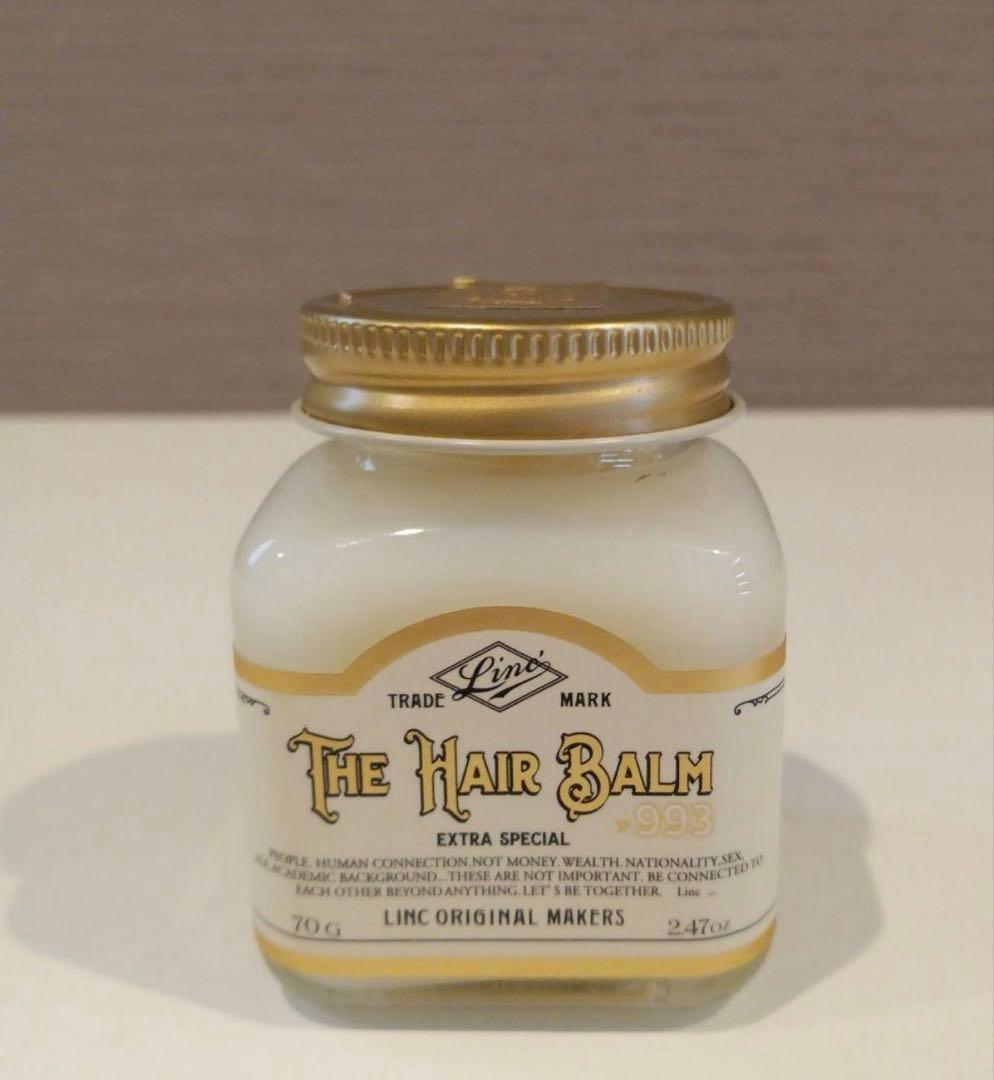 Linc
TRADE MARK
THE HAIR BALM
993
EXTRA SPECIAL
PEOPLE. HUMAN CONNECTION.NOT MONEY. WEALTH. NATIONALITY.SEX.
ACADEMIC BACKGROUND...THESE ARE NOT IMPORTANT. BE CONNECTED TO
EACH OTHER BEYOND ANYTHING. LET'S BE TOGETHER. Linc
LINC ORIGINAL MAKERS
70 G
2.47oz